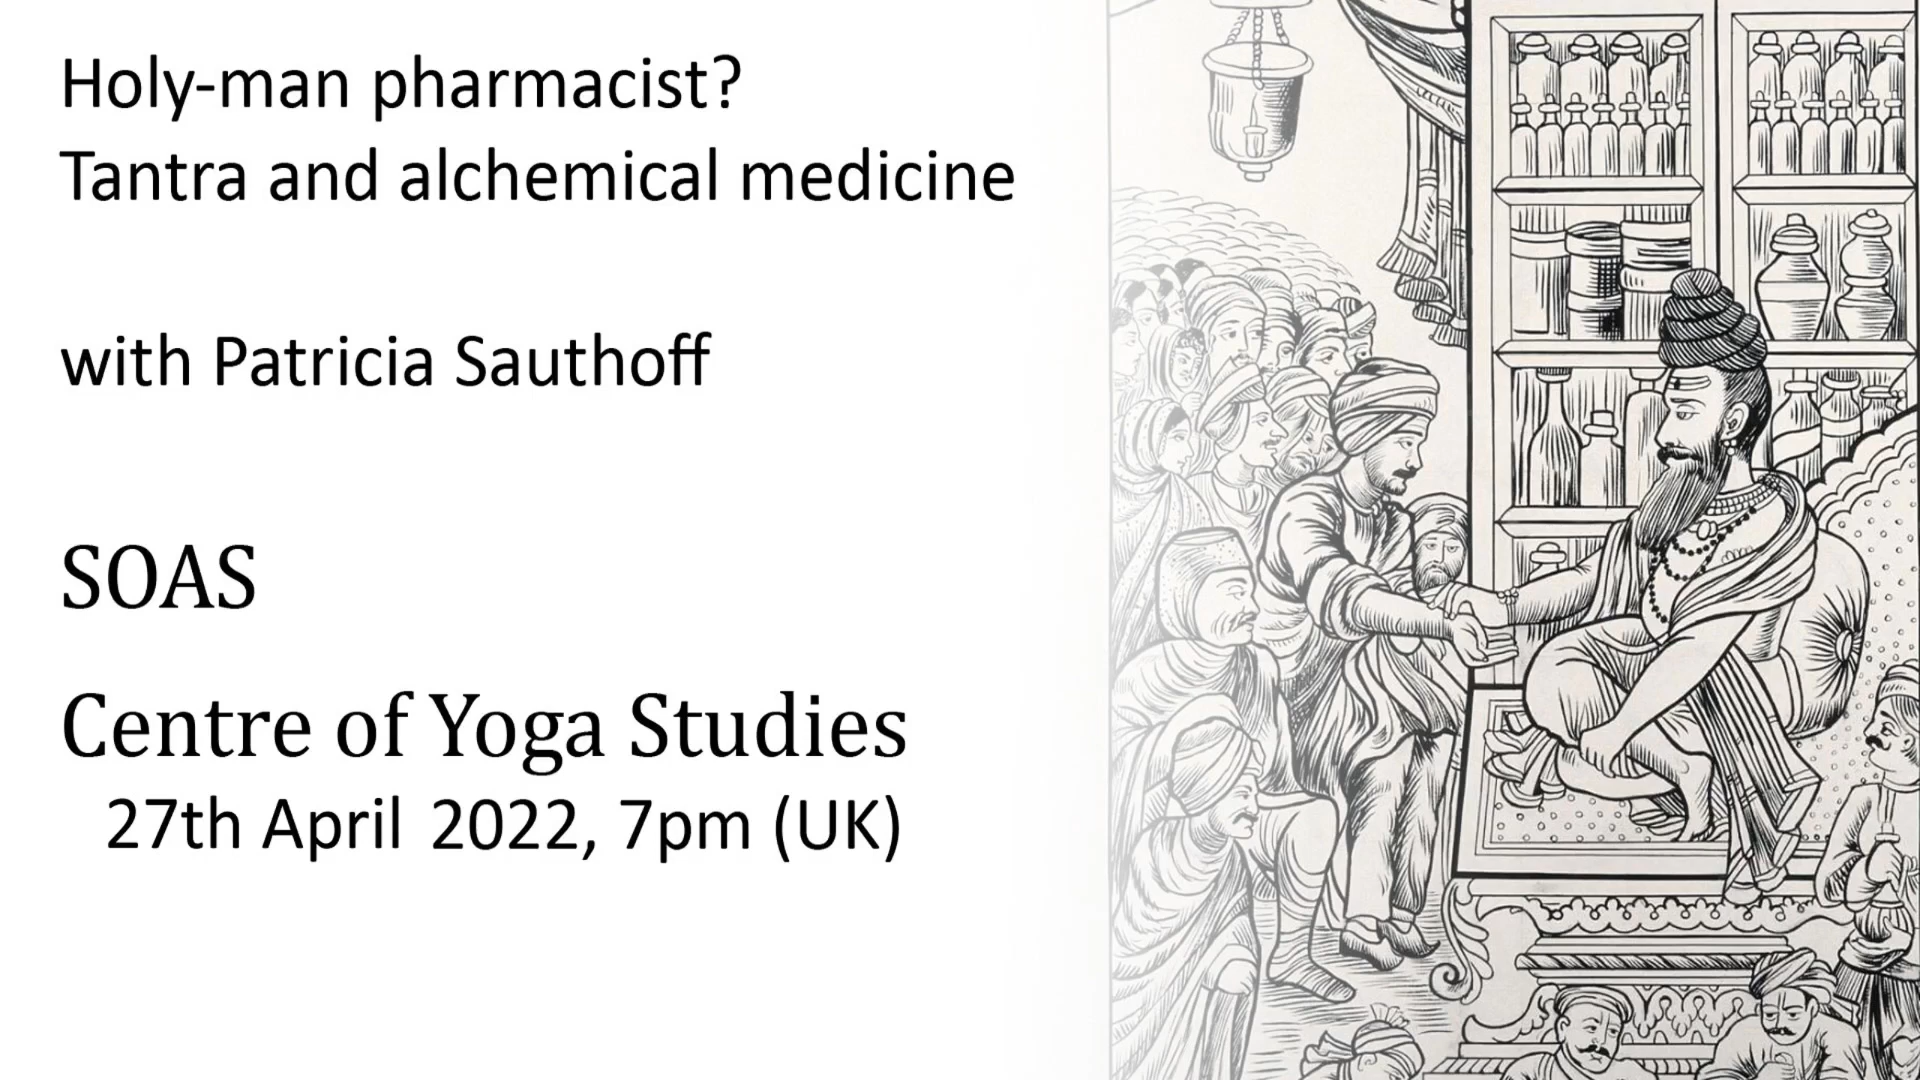 Holy-man pharmacist?
Tantra and alchemical medicine
with Patricia Sauthoff
SOAS
Centre of Yoga Studies
27th April 2022, 7pm (UK)